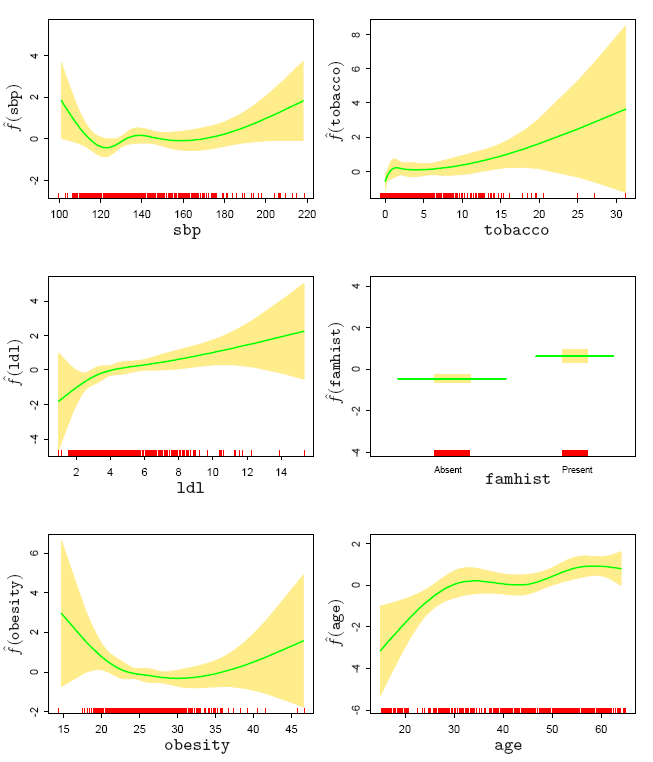 f̂(sbp)
4
2
0
-2
100 120 140 160 180 200 220
sbp
f̂(tobacco)
8
6
4
2
0
0 5 10 15 20 25 30
tobacco
f̂(ldl)
4
2
0
-2
-4
2 4 6 8 10 12 14
ldl
f̂(famhist)
4
2
0
-2
-4
Absent Present
famhist
f̂(obesity)
6
4
2
0
-2
15 20 25 30 35 40 45
obesity
f̂(age)
2
0
-2
-4
-6
20 30 40 50 60
age